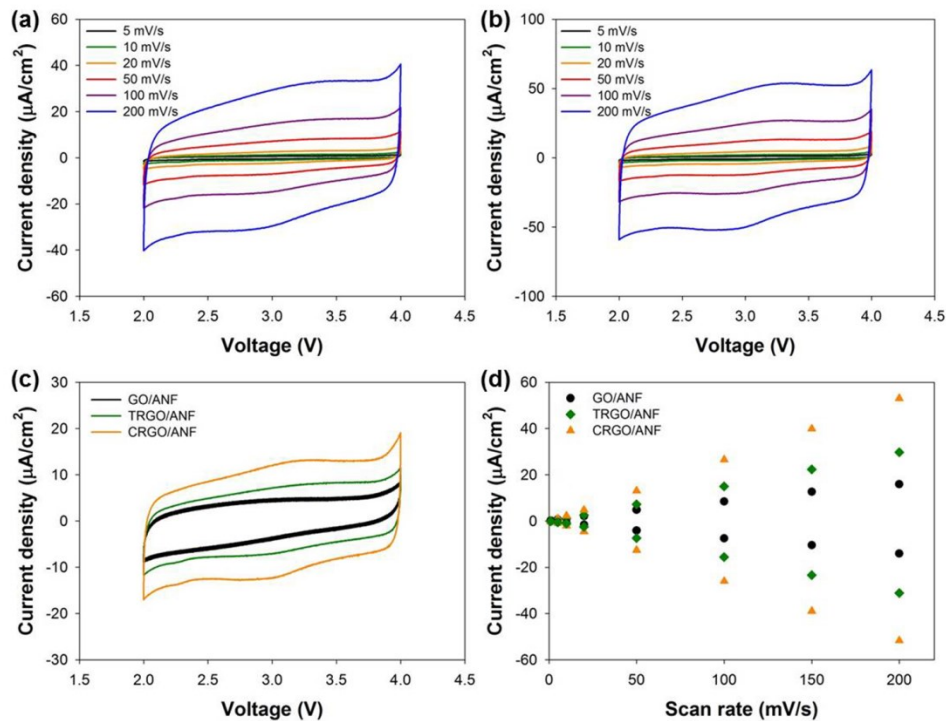 (a)
60
40
20
0
-20
-40
-60
Current density (μA/cm²)
5 mV/s
10 mV/s
20 mV/s
50 mV/s
100 mV/s
200 mV/s
1.5 2.0 2.5 3.0 3.5 4.0 4.5
Voltage (V)
(b)
100
50
0
-50
-100
Current density (μA/cm²)
5 mV/s
10 mV/s
20 mV/s
50 mV/s
100 mV/s
200 mV/s
1.5 2.0 2.5 3.0 3.5 4.0 4.5
Voltage (V)
(c)
30
20
10
0
-10
-20
-30
Current density (μA/cm²)
GO/ANF
TRGO/ANF
CRGO/ANF
1.5 2.0 2.5 3.0 3.5 4.0 4.5
Voltage (V)
(d)
60
40
20
0
-20
-40
-60
Current density (μA/cm²)
GO/ANF
TRGO/ANF
CRGO/ANF
0 50 100 150 200
Scan rate (mV/s)